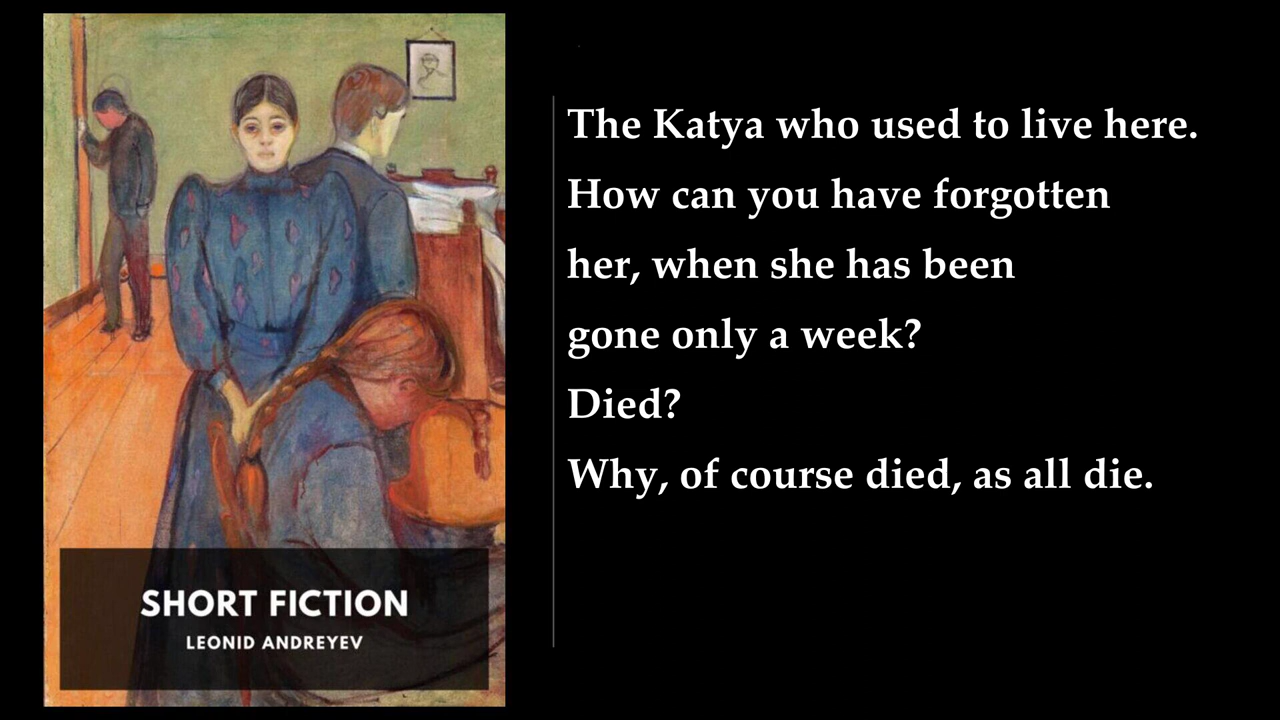 SHORT FICTION
LEONID ANDREYEV
The Katya who used to live here.
How can you have forgotten
her, when she has been
gone only a week?
Died?
Why, of course died, as all die.